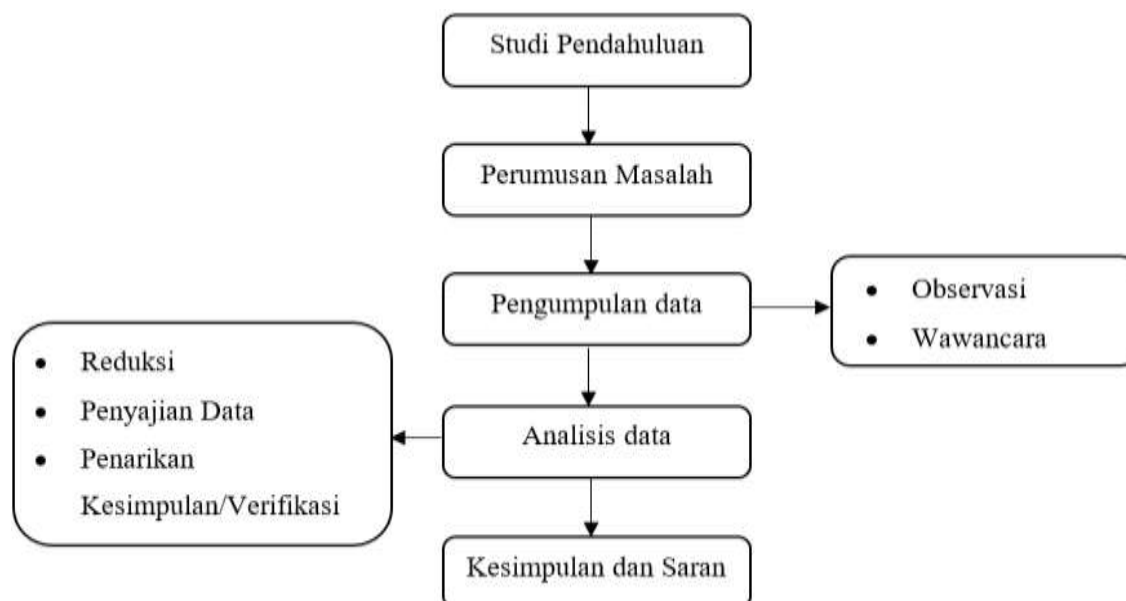 Studi Pendahuluan
Perumusan Masalah
Pengumpulan data
• Observasi
• Wawancara
Analisis data
• Reduksi
• Penyajian Data
• Penarikan
Kesimpulan/Verifikasi
Kesimpulan dan Saran